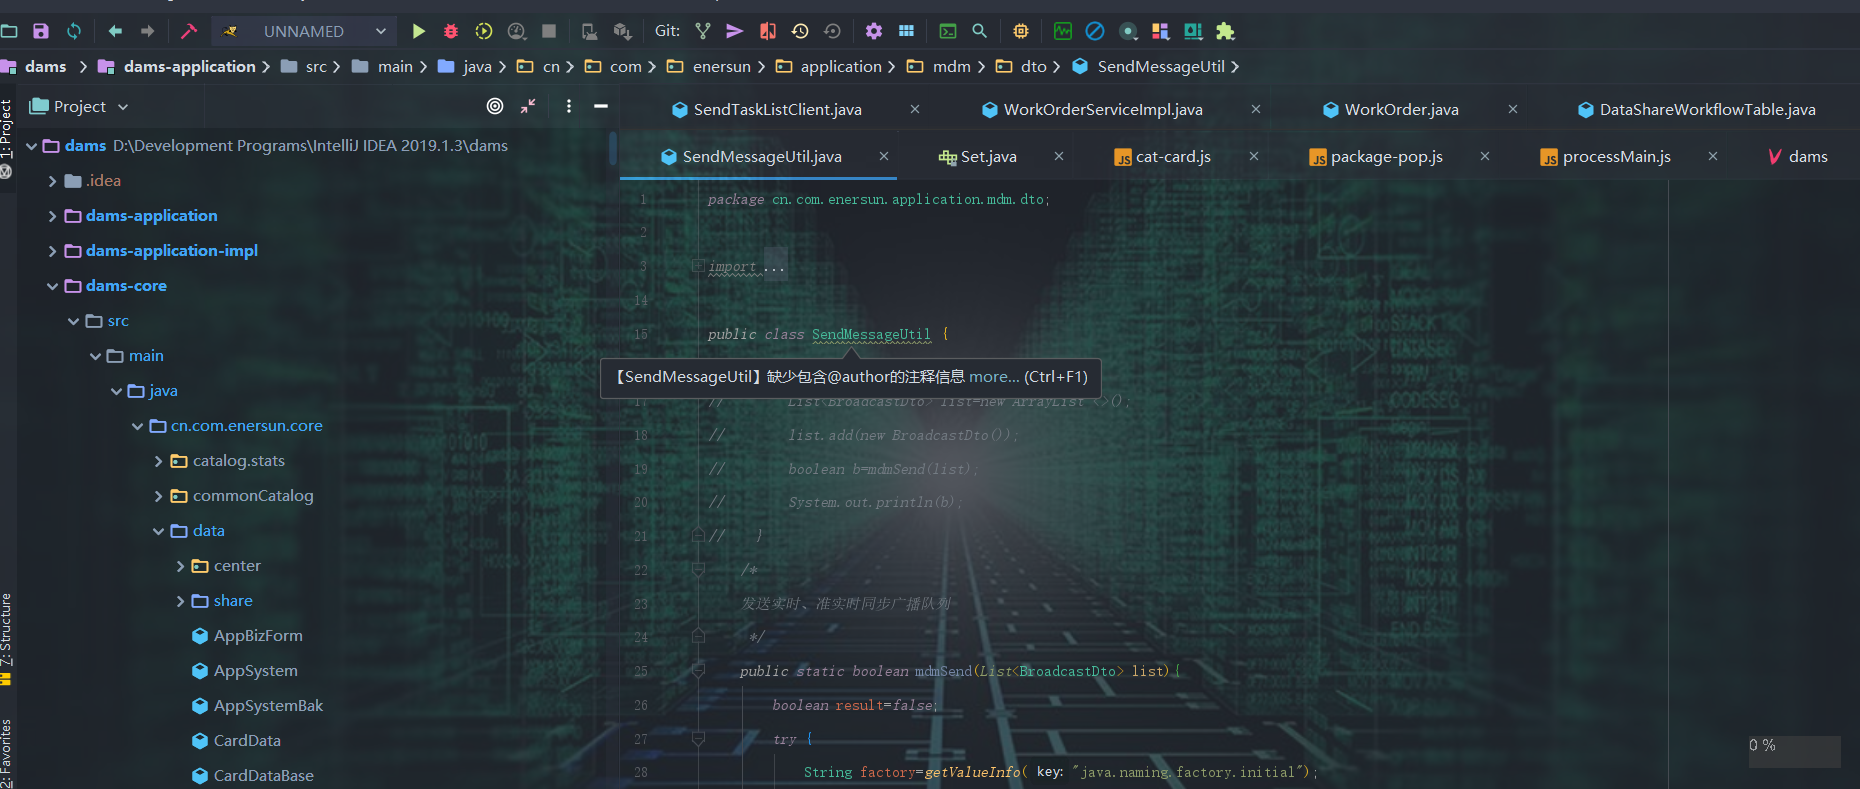 UNNAMED
Git:
dams
dams-application
src
main
java
cn
com
enersun
application
mdm
dto
SendMessageUtil
1: Project
7: Structure
2: Favorites
Project
dams D:\Development Programs\IntelliJ IDEA 2019.1.3\dams
.idea
dams-application
dams-application-impl
dams-core
src
main
java
cn.com.enersun.core
catalog.stats
commonCatalog
data
center
share
AppBizForm
AppSystem
AppSystemBak
CardData
CardDataBase
SendTaskListClient.java
WorkOrderServiceImpl.java
WorkOrder.java
DataShareWorkflowTable.java
SendMessageUtil.java
Set.java
cat-card.js
package-pop.js
processMain.js
dams
1 package cn.com.enersun.application.mdm.dto;
2
3 import ...
14
15 public class SendMessageUtil {
【SendMessageUtil】缺少包含@author的注释信息 more... (Ctrl+F1)
17 // List<BroadcastDto> list=new ArrayList <>();
18 // list.add(new BroadcastDto());
19 // boolean b=mdmSend(list);
20 // System.out.println(b);
21 // }
22 /*
23 发送实时、准实时同步广播队列
24 */
25 public static boolean mdmSend(List<BroadcastDto> list){
26 boolean result=false;
27 try {
28 String factory=getValueInfo( key: "java.naming.factory.initial");
0 %